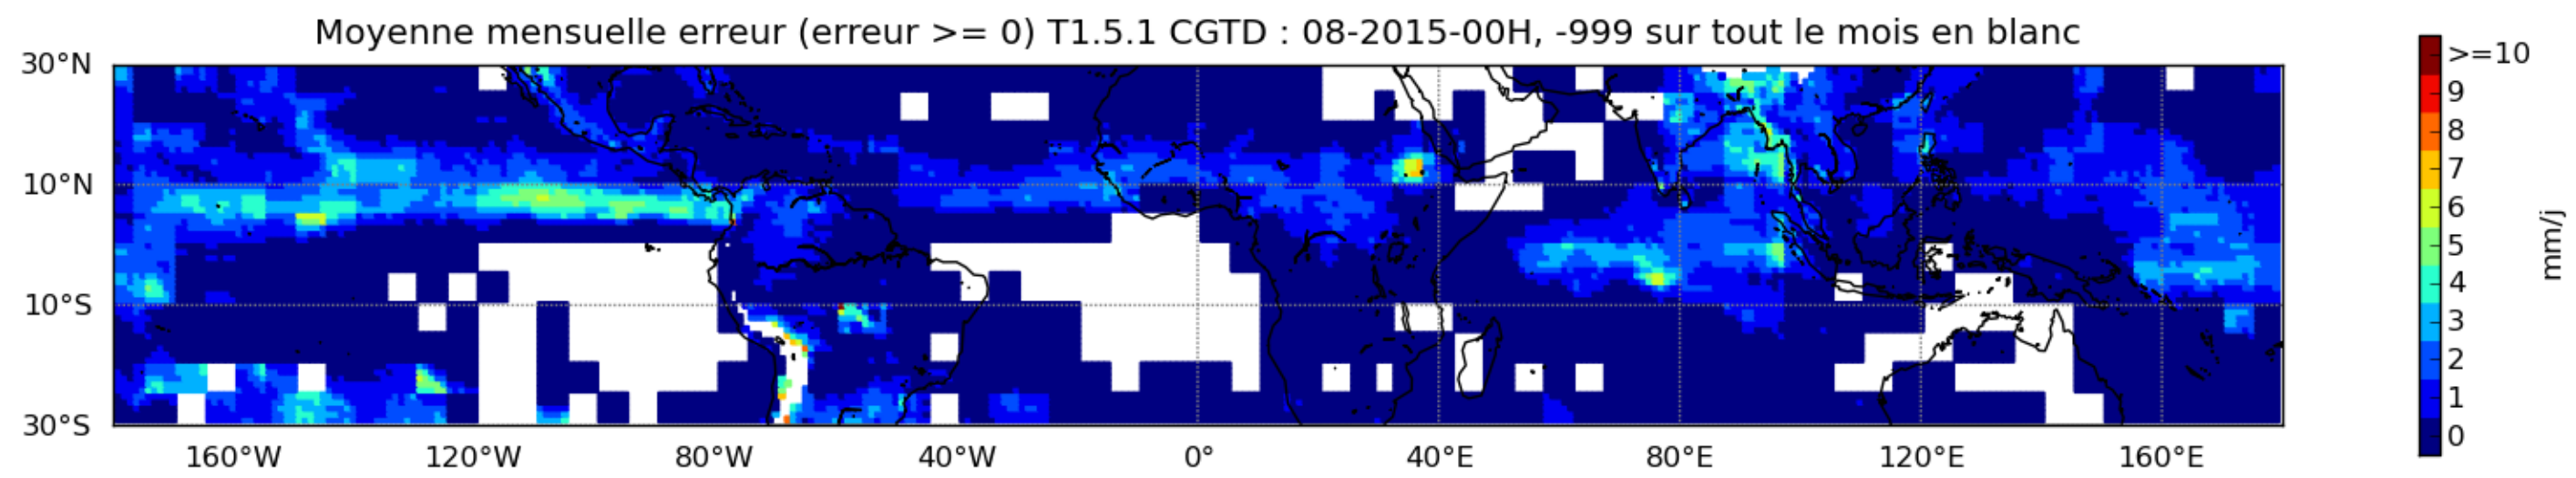 Moyenne mensuelle erreur (erreur >= 0) T1.5.1 CGTD : 08-2015-00H, -999 sur tout le mois en blanc
30°N
10°N
10°S
30°S
160°W 120°W 80°W 40°W 0° 40°E 80°E 120°E 160°E
>=10
9
8
7
6
5
4
3
2
1
0
mm/j